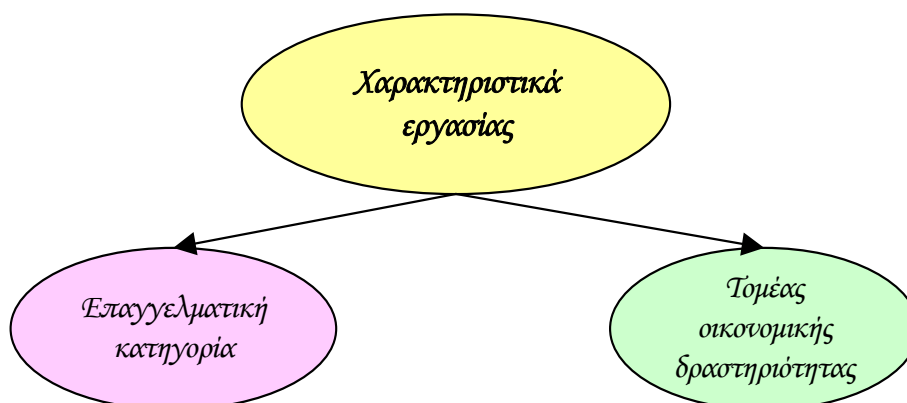 Χαρακτηριστικά
εργασίας
Επαγγελματική
κατηγορία
Τομέας
οικονομικής
δραστηριότητας